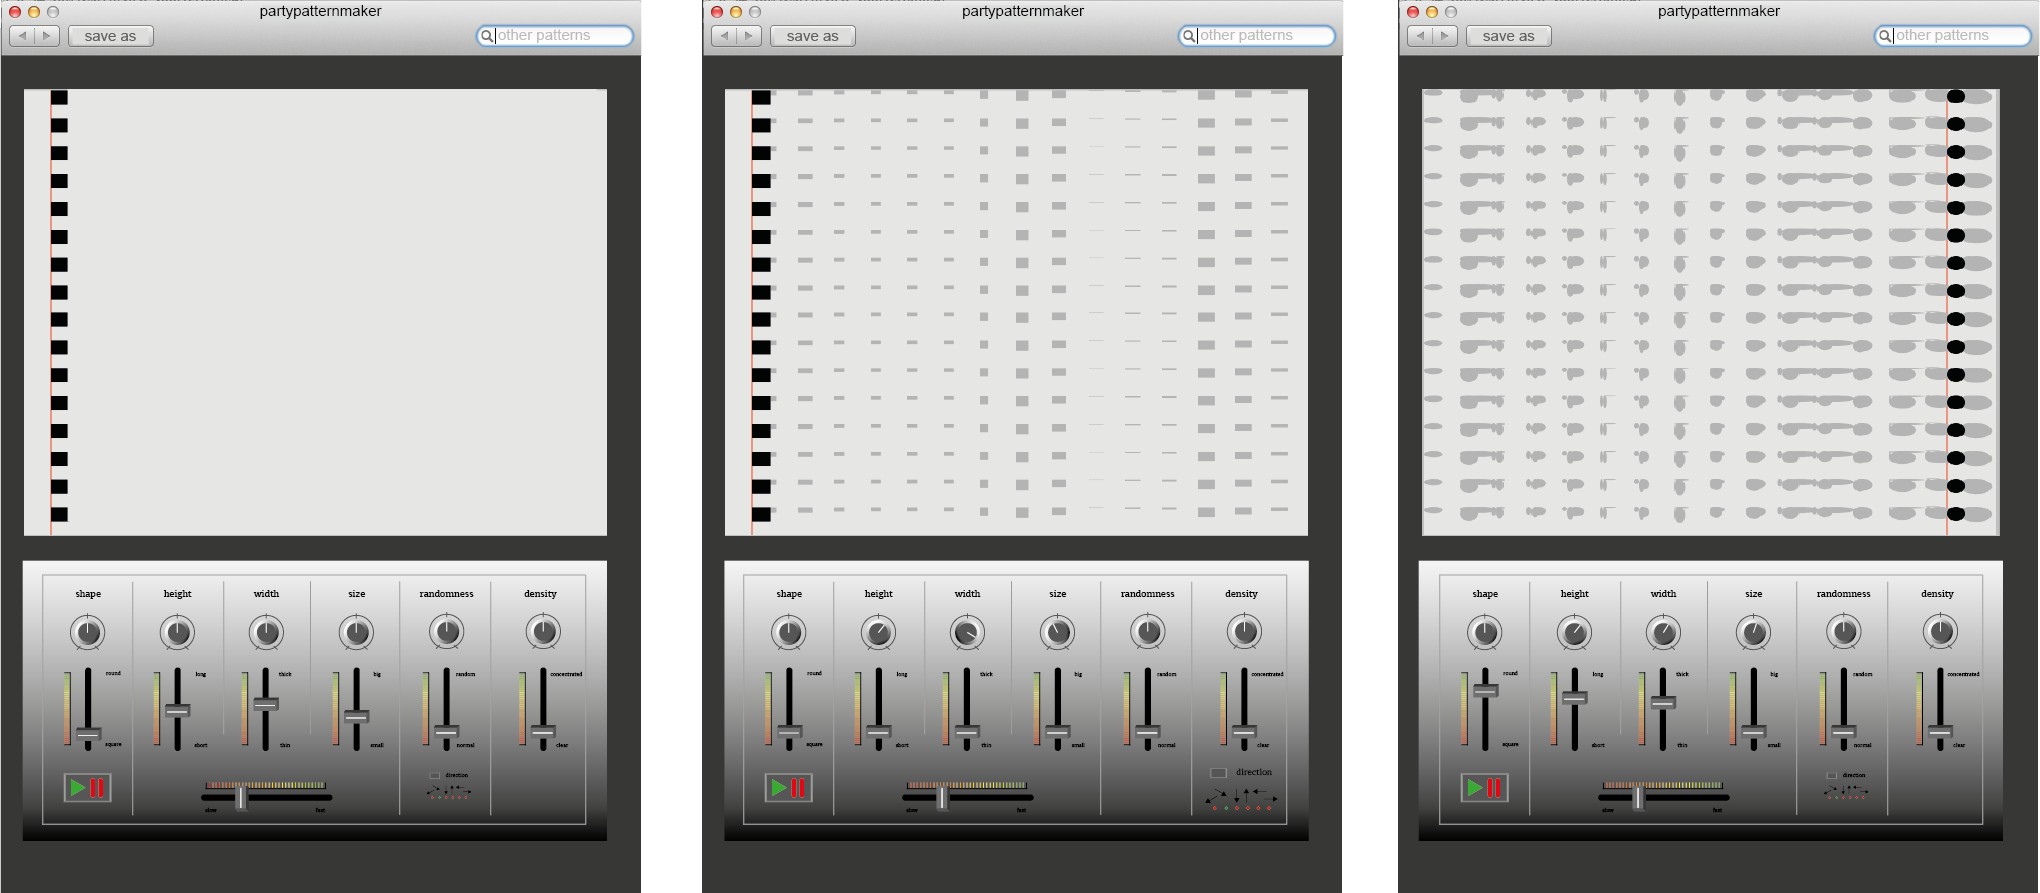 partypatternmaker
save as
other patterns
shape height width size randomness density
round long thick big random concentrated
square short thin small normal clear
direction
slow fast
partypatternmaker
save as
other patterns
shape height width size randomness density
round long thick big random concentrated
square short thin small normal clear
direction
slow fast
partypatternmaker
save as
other patterns
shape height width size randomness density
round long thick big random concentrated
square short thin small normal clear
direction
slow fast